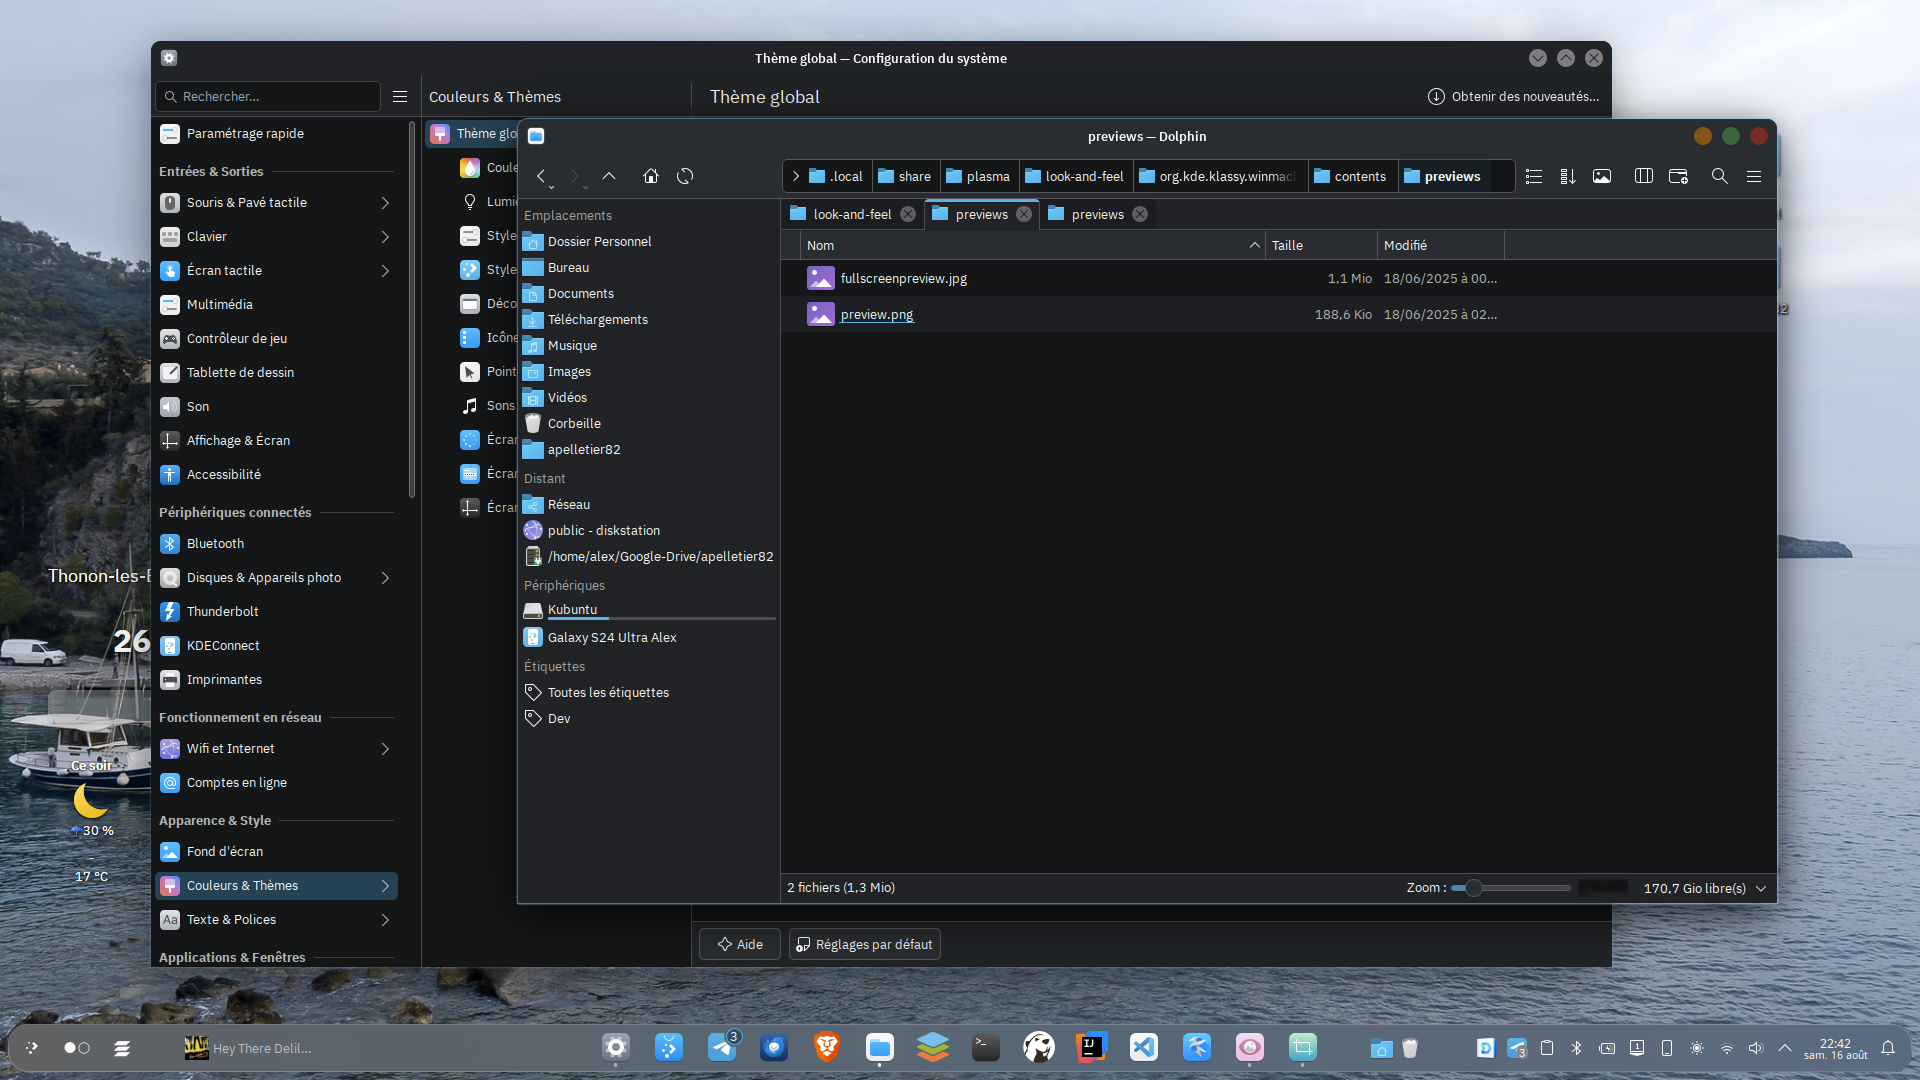 Thème global — Configuration du système
Rechercher...
Couleurs & Thèmes
Thème global
Obtenir des nouveautés...
Paramétrage rapide
Entrées & Sorties
Souris & Pavé tactile
Clavier
Écran tactile
Multimédia
Contrôleur de jeu
Tablette de dessin
Son
Affichage & Écran
Accessibilité
Périphériques connectés
Bluetooth
Disques & Appareils photo
Thunderbolt
KDEConnect
Imprimantes
Fonctionnement en réseau
Wifi et Internet
Comptes en ligne
Apparence & Style
Fond d'écran
Couleurs & Thèmes
Texte & Polices
Applications & Fenêtres
Thème glo
Coule
Lumi
Style
Style
Déco
Icône
Point
Sons
Écran
Écran
Écran
Aide
Réglages par défaut
previews — Dolphin
.local
share
plasma
look-and-feel
org.kde.klassy.winmac
contents
previews
look-and-feel
previews
previews
Nom
Taille
Modifié
fullscreenpreview.jpg
1,1 Mio
18/06/2025 à 00...
preview.png
188,6 Kio
18/06/2025 à 02...
Emplacements
Dossier Personnel
Bureau
Documents
Téléchargements
Musique
Images
Vidéos
Corbeille
apelletier82
Distant
Réseau
public - diskstation
/home/alex/Google-Drive/apelletier82
Périphériques
Kubuntu
Galaxy S24 Ultra Alex
Étiquettes
Toutes les étiquettes
Dev
2 fichiers (1,3 Mio)
Zoom :
170,7 Gio libre(s)
Thonon-les-
26
Ce soir
30 %
17 °C
Hey There Delil...
3
IJ
3
1
22:42
sam. 16 août